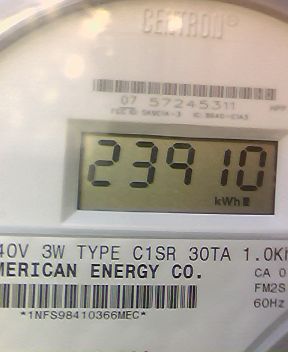 CENTRON®
07 57245311
23910
kWh
40V 3W TYPE C1SR 30TA 1.0Kh
MERICAN ENERGY CO.
CA 0
FM2S
60Hz
*1NFS98410366MEC*